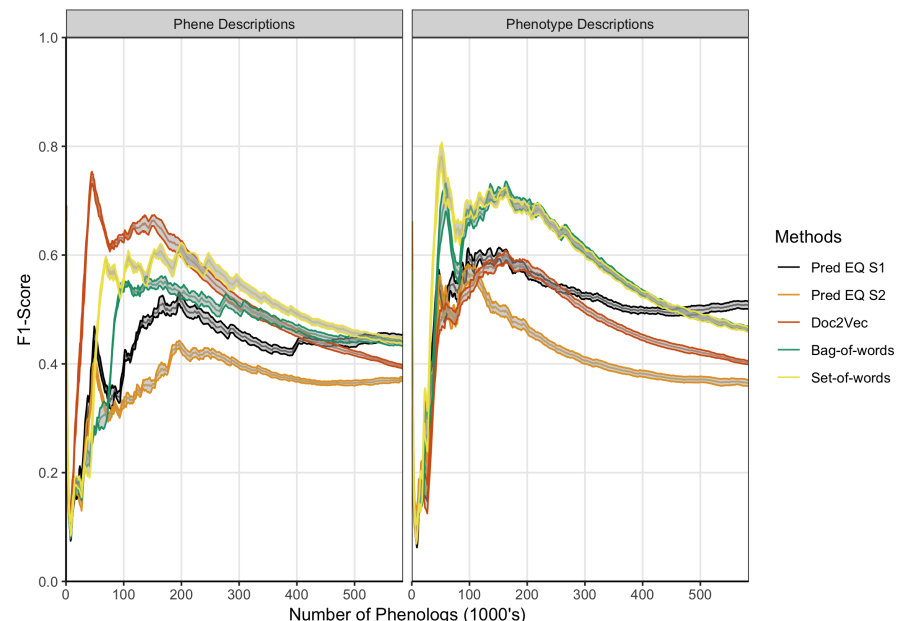 Phene Descriptions
Phenotype Descriptions
1.0
0.8
0.6
0.4
0.2
0.0
F1-Score
0 100 200 300 400 500
0 100 200 300 400 500
Number of Phenologs (1000's)
Methods
Pred EQ S1
Pred EQ S2
Doc2Vec
Bag-of-words
Set-of-words